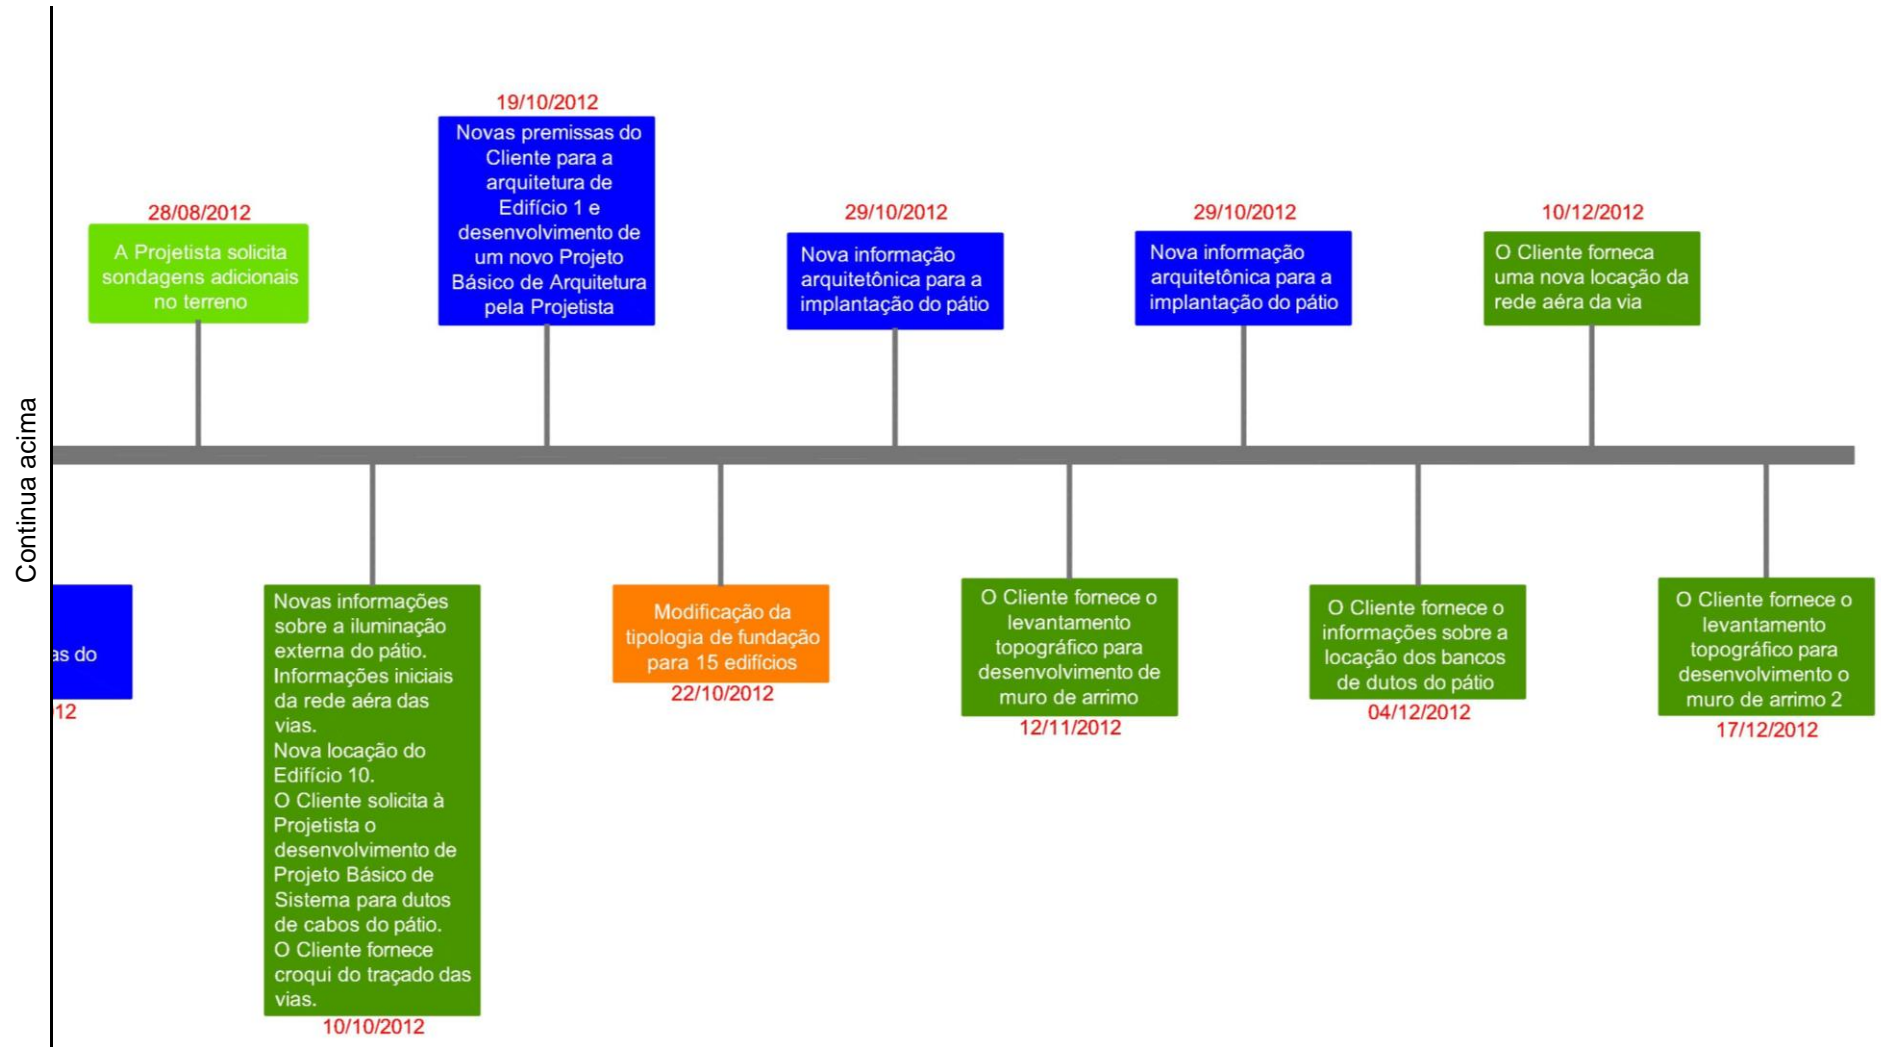 Continua acima
28/08/2012
A Projetista solicita
sondagens adicionais
no terreno
19/10/2012
Novas premissas do
Cliente para a
arquitetura de
Edifício 1 e
desenvolvimento de
um novo Projeto
Básico de Arquitetura
pela Projetista
29/10/2012
Nova informação
arquitetônica para a
implantação do pátio
29/10/2012
Nova informação
arquitetônica para a
implantação do pátio
10/12/2012
O Cliente forneca
uma nova locação da
rede aéra da via
as do
12
Novas informações
sobre a iluminação
externa do pátio.
Informações iniciais
da rede aéra das
vias.
Nova locação do
Edifício 10.
O Cliente solicita à
Projetista o
desenvolvimento de
Projeto Básico de
Sistema para dutos
de cabos do pátio.
O Cliente fornece
croqui do traçado das
vias.
10/10/2012
Modificação da
tipologia de fundação
para 15 edifícios
22/10/2012
O Cliente fornece o
levantamento
topográfico para
desenvolvimento de
muro de arrimo
12/11/2012
O Cliente fornece o
informações sobre a
locação dos bancos
de dutos do pátio
04/12/2012
O Cliente fornece o
levantamento
topográfico para
desenvolvimento o
muro de arrimo 2
17/12/2012